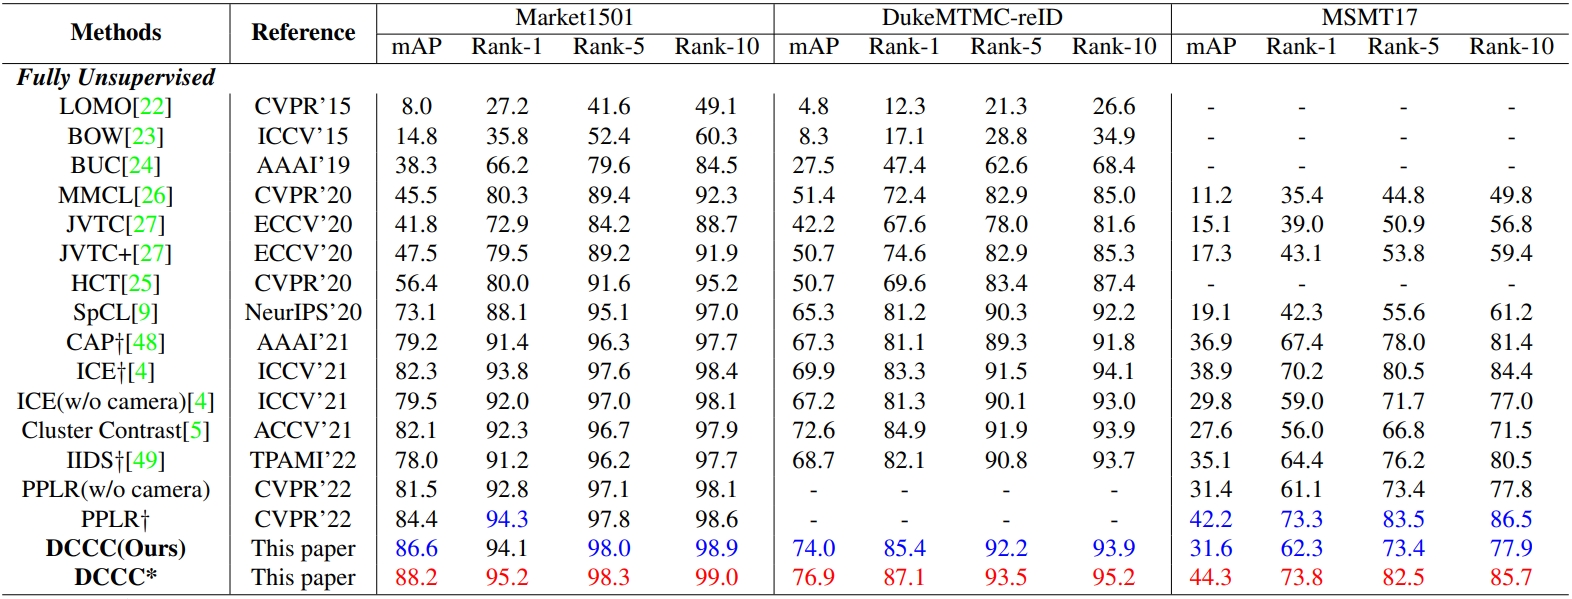 Methods Reference Market1501 DukeMTMC-reID MSMT17
mAP Rank-1 Rank-5 Rank-10 mAP Rank-1 Rank-5 Rank-10 mAP Rank-1 Rank-5 Rank-10
Fully Unsupervised
LOMO[22] CVPR'15 8.0 27.2 41.6 49.1 4.8 12.3 21.3 26.6 - - - -
BOW[23] ICCV'15 14.8 35.8 52.4 60.3 8.3 17.1 28.8 34.9 - - - -
BUC[24] AAAI'19 38.3 66.2 79.6 84.5 27.5 47.4 62.6 68.4 - - - -
MMCL[26] CVPR'20 45.5 80.3 89.4 92.3 51.4 72.4 82.9 85.0 11.2 35.4 44.8 49.8
JVTC[27] ECCV'20 41.8 72.9 84.2 88.7 42.2 67.6 78.0 81.6 15.1 39.0 50.9 56.8
JVTC+[27] ECCV'20 47.5 79.5 89.2 91.9 50.7 74.6 82.9 85.3 17.3 43.1 53.8 59.4
HCT[25] CVPR'20 56.4 80.0 91.6 95.2 50.7 69.6 83.4 87.4 - - - -
SpCL[9] NeurIPS'20 73.1 88.1 95.1 97.0 65.3 81.2 90.3 92.2 19.1 42.3 55.6 61.2
CAP†[48] AAAI'21 79.2 91.4 96.3 97.7 67.3 81.1 89.3 91.8 36.9 67.4 78.0 81.4
ICE†[4] ICCV'21 82.3 93.8 97.6 98.4 69.9 83.3 91.5 94.1 38.9 70.2 80.5 84.4
ICE(w/o camera)[4] ICCV'21 79.5 92.0 97.0 98.1 67.2 81.3 90.1 93.0 29.8 59.0 71.7 77.0
Cluster Contrast[5] ACCV'21 82.1 92.3 96.7 97.9 72.6 84.9 91.9 93.9 27.6 56.0 66.8 71.5
IIDS†[49] TPAMI'22 78.0 91.2 96.2 97.7 68.7 82.1 90.8 93.7 35.1 64.4 76.2 80.5
PPLR(w/o camera) CVPR'22 81.5 92.8 97.1 98.1 - - - - 31.4 61.1 73.4 77.8
PPLR† CVPR'22 84.4 94.3 97.8 98.6 - - - - 42.2 73.3 83.5 86.5
DCCC(Ours) This paper 86.6 94.1 98.0 98.9 74.0 85.4 92.2 93.9 31.6 62.3 73.4 77.9
DCCC* This paper 88.2 95.2 98.3 99.0 76.9 87.1 93.5 95.2 44.3 73.8 82.5 85.7